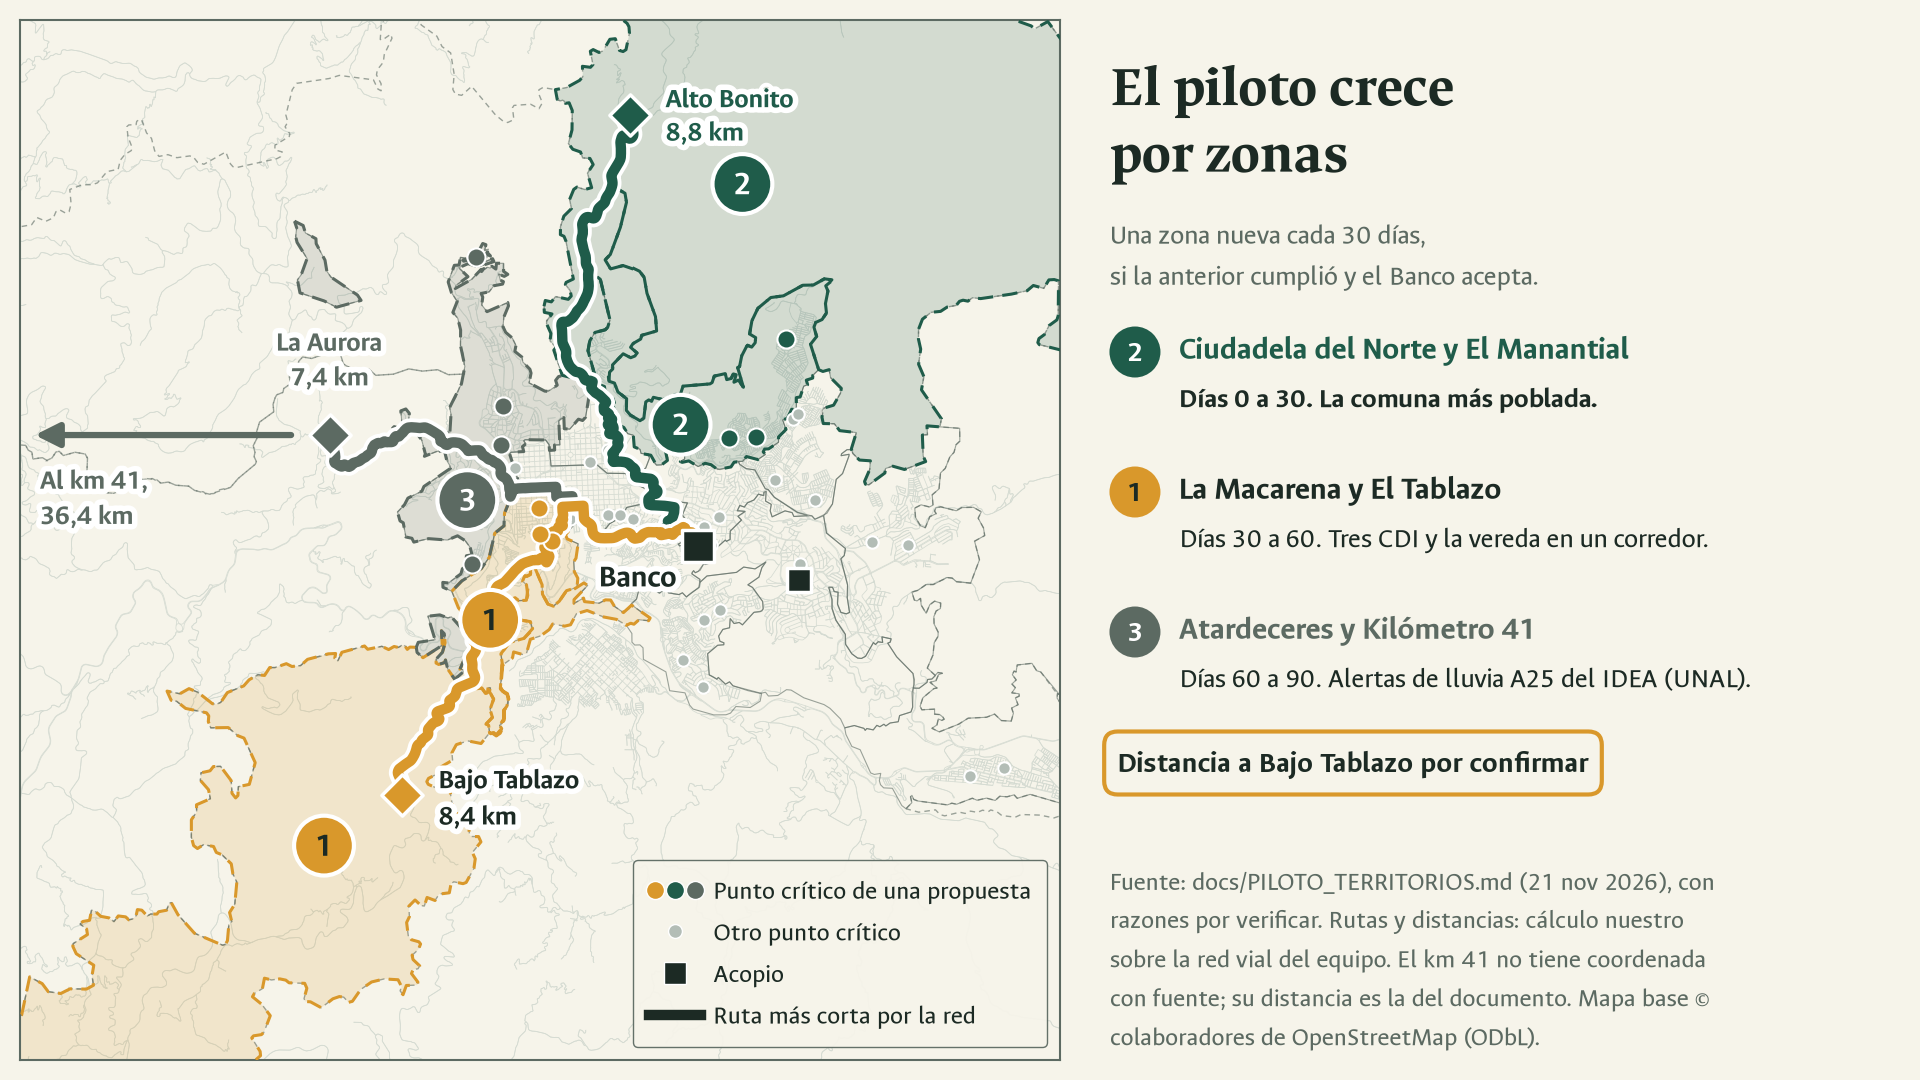 Alto Bonito
8,8 km
2
La Aurora
7,4 km
Al km 41,
36,4 km
2
3
Banco
1
Bajo Tablazo
8,4 km
1
Punto crítico de una propuesta
Otro punto crítico
Acopio
Ruta más corta por la red
El piloto crece
por zonas
Una zona nueva cada 30 días,
si la anterior cumplió y el Banco acepta.
2 Ciudadela del Norte y El Manantial
Días 0 a 30. La comuna más poblada.
1 La Macarena y El Tablazo
Días 30 a 60. Tres CDI y la vereda en un corredor.
3 Atardeceres y Kilómetro 41
Días 60 a 90. Alertas de lluvia A25 del IDEA (UNAL).
Distancia a Bajo Tablazo por confirmar
Fuente: docs/PILOTO_TERRITORIOS.md (21 nov 2026), con
razones por verificar. Rutas y distancias: cálculo nuestro
sobre la red vial del equipo. El km 41 no tiene coordenada
con fuente; su distancia es la del documento. Mapa base ©
colaboradores de OpenStreetMap (ODbL).